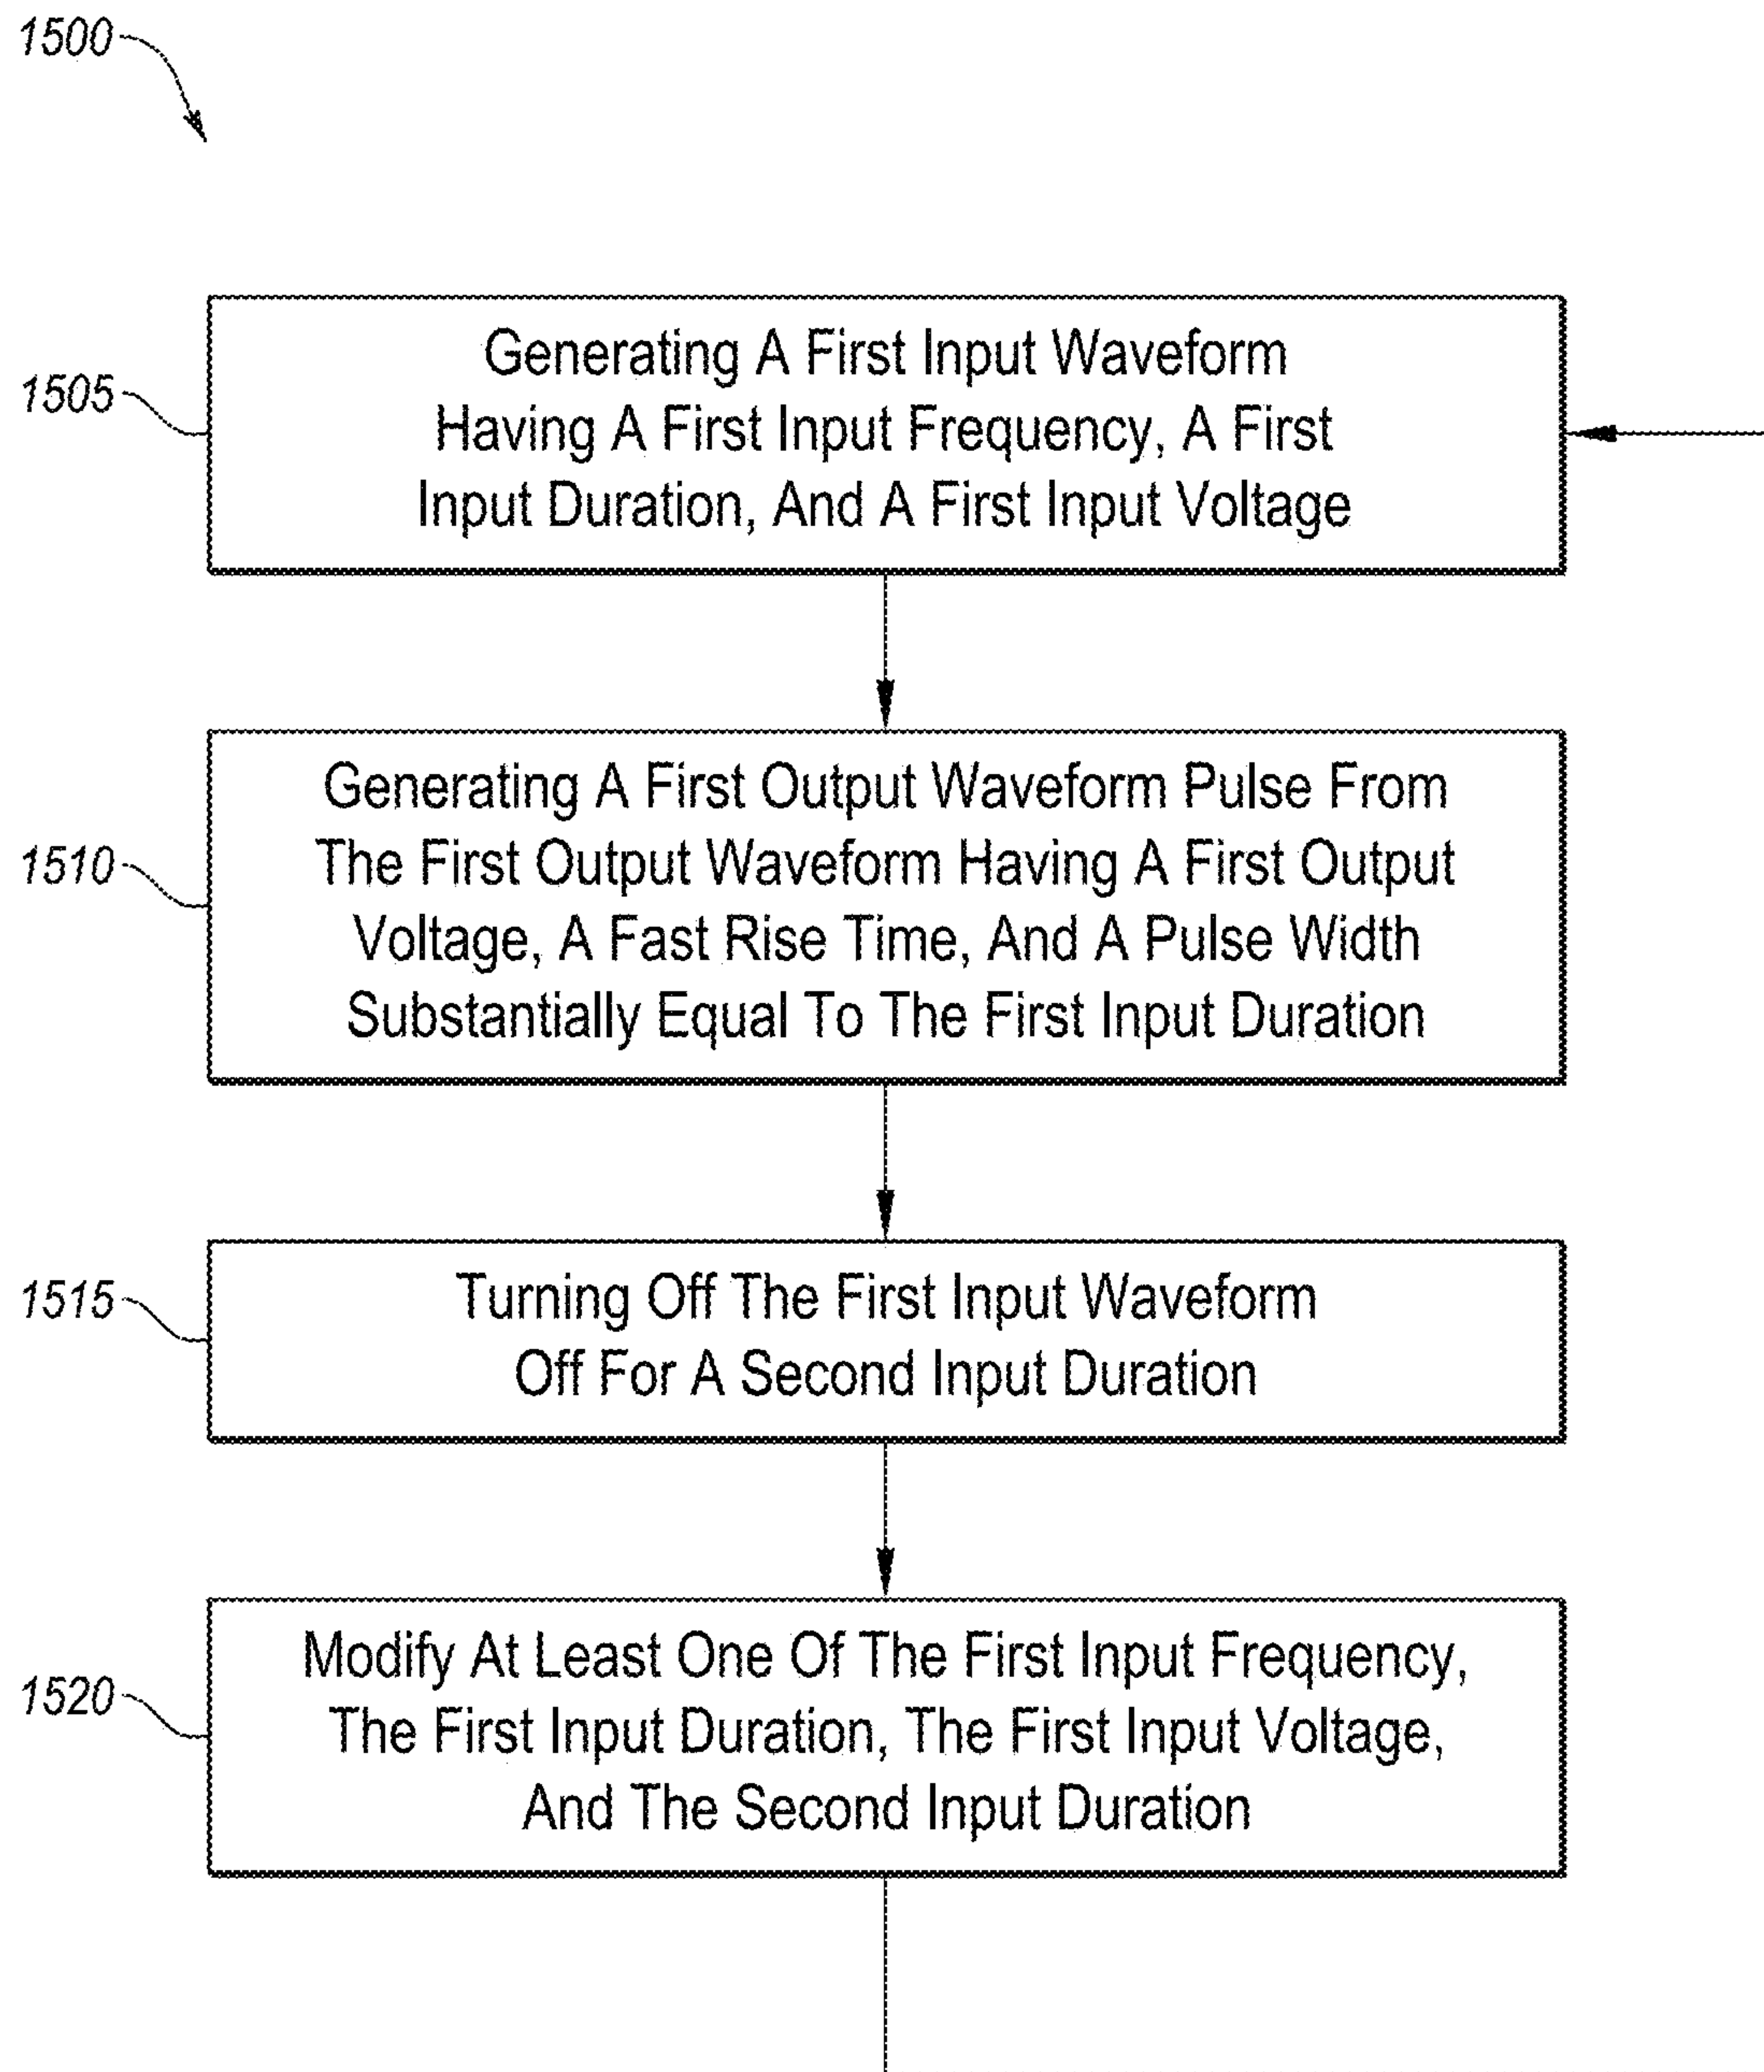 1500
1505
Generating A First Input Waveform
Having A First Input Frequency, A First
Input Duration, And A First Input Voltage
1510
Generating A First Output Waveform Pulse From
The First Output Waveform Having A First Output
Voltage, A Fast Rise Time, And A Pulse Width
Substantially Equal To The First Input Duration
1515
Turning Off The First Input Waveform
Off For A Second Input Duration
1520
Modify At Least One Of The First Input Frequency,
The First Input Duration, The First Input Voltage,
And The Second Input Duration